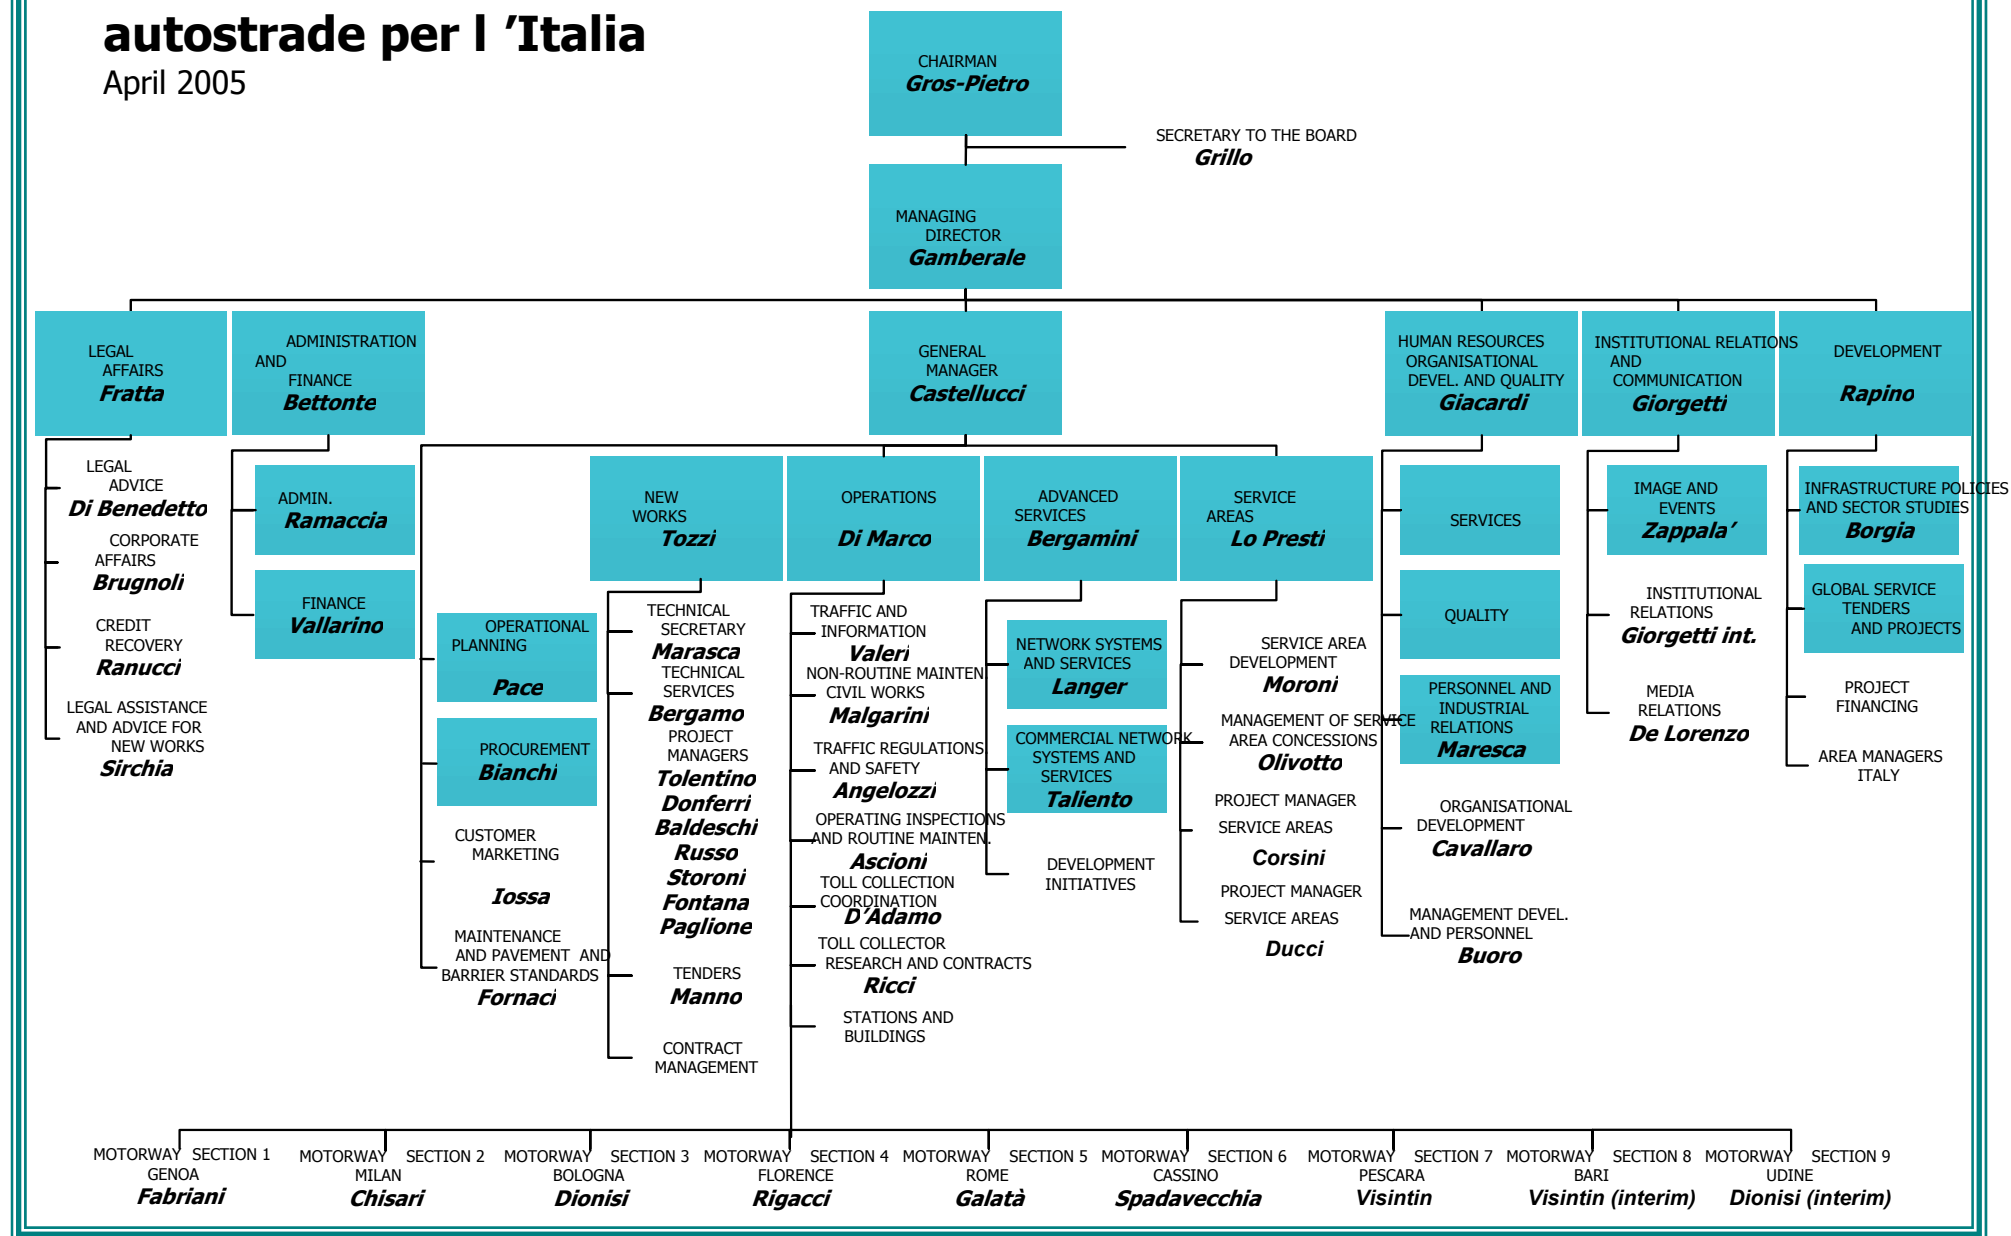 autostrade per l ’Italia
April 2005
CHAIRMAN
Gros-Pietro
SECRETARY TO THE BOARD
Grillo
MANAGING
DIRECTOR
Gamberale
LEGAL
AFFAIRS
Fratta
ADMINISTRATION
AND
FINANCE
Bettonte
GENERAL
MANAGER
Castellucci
HUMAN RESOURCES
ORGANISATIONAL
DEVEL. AND QUALITY
Giacardi
INSTITUTIONAL RELATIONS
AND
COMMUNICATION
Giorgetti
DEVELOPMENT
Rapino
LEGAL
ADVICE
Di Benedetto
CORPORATE
AFFAIRS
Brugnoli
CREDIT
RECOVERY
Ranucci
LEGAL ASSISTANCE
AND ADVICE FOR
NEW WORKS
Sirchia
ADMIN.
Ramaccia
FINANCE
Vallarino
OPERATIONAL
PLANNING
Pace
PROCUREMENT
Bianchi
CUSTOMER
MARKETING
Iossa
MAINTENANCE
AND PAVEMENT AND
BARRIER STANDARDS
Fornaci
NEW
WORKS
Tozzi
TECHNICAL
SECRETARY
Marasca
TECHNICAL
SERVICES
Bergamo
PROJECT
MANAGERS
Tolentino
Donferri
Baldeschi
Russo
Storoni
Fontana
Paglione
TENDERS
Manno
CONTRACT
MANAGEMENT
OPERATIONS
Di Marco
TRAFFIC AND
INFORMATION
Valeri
NON-ROUTINE MAINTEN.
CIVIL WORKS
Malgarini
TRAFFIC REGULATIONS
AND SAFETY
Angelozzi
OPERATING INSPECTIONS
AND ROUTINE MAINTEN.
Ascioni
TOLL COLLECTION
COORDINATION
D’Adamo
TOLL COLLECTOR
RESEARCH AND CONTRACTS
Ricci
STATIONS AND
BUILDINGS
ADVANCED
SERVICES
Bergamini
NETWORK SYSTEMS
AND SERVICES
Langer
COMMERCIAL NETWORK
SYSTEMS AND
SERVICES
Taliento
DEVELOPMENT
INITIATIVES
SERVICE
AREAS
Lo Presti
SERVICE AREA
DEVELOPMENT
Moroni
MANAGEMENT OF SERVICE
AREA CONCESSIONS
Olivotto
PROJECT MANAGER
SERVICE AREAS
Corsini
PROJECT MANAGER
SERVICE AREAS
Ducci
SERVICES
QUALITY
PERSONNEL AND
INDUSTRIAL
RELATIONS
Maresca
ORGANISATIONAL
DEVELOPMENT
Cavallaro
MANAGEMENT DEVEL.
AND PERSONNEL
Buoro
IMAGE AND
EVENTS
Zappala’
INSTITUTIONAL
RELATIONS
Giorgetti int.
MEDIA
RELATIONS
De Lorenzo
INFRASTRUCTURE POLICIES
AND SECTOR STUDIES
Borgia
GLOBAL SERVICE
TENDERS
AND PROJECTS
PROJECT
FINANCING
AREA MANAGERS
ITALY
MOTORWAY SECTION 1
GENOA
Fabriani
MOTORWAY SECTION 2
MILAN
Chisari
MOTORWAY SECTION 3
BOLOGNA
Dionisi
MOTORWAY SECTION 4
FLORENCE
Rigacci
MOTORWAY SECTION 5
ROME
Galatà
MOTORWAY SECTION 6
CASSINO
Spadavecchia
MOTORWAY SECTION 7
PESCARA
Visintin
MOTORWAY SECTION 8
BARI
Visintin (interim)
MOTORWAY SECTION 9
UDINE
Dionisi (interim)